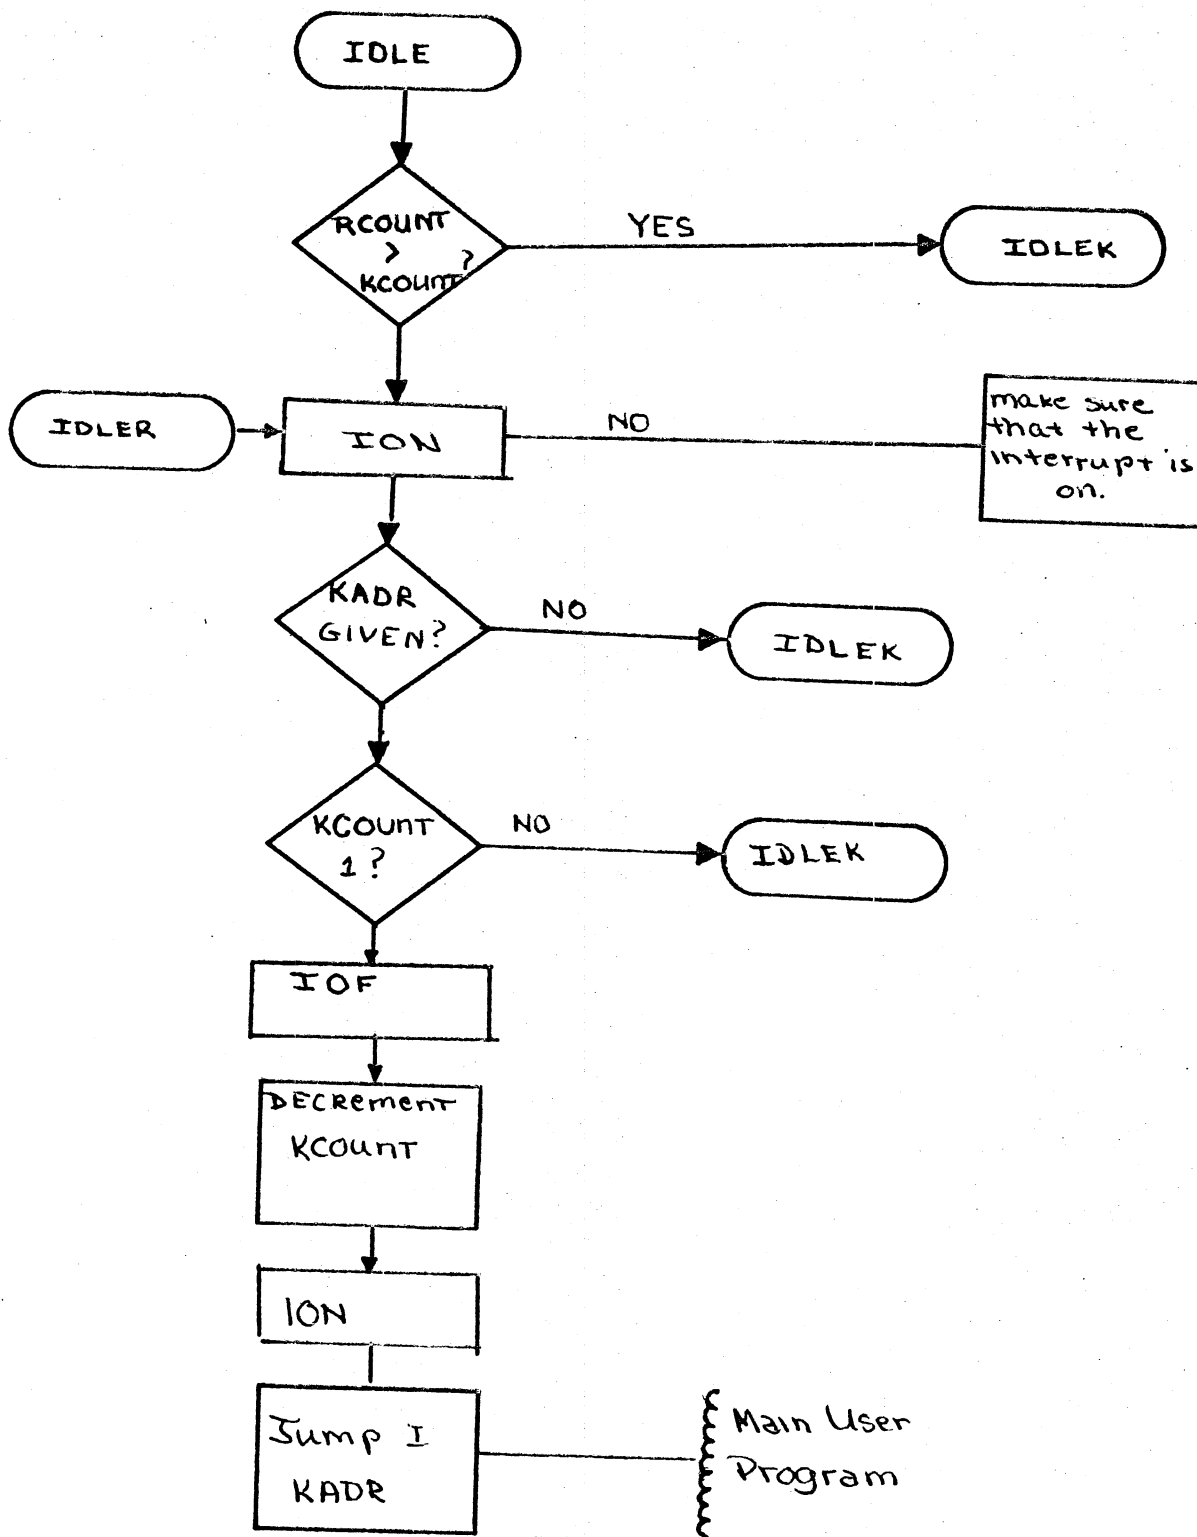 IDLE
RCOUNT
>
KCOUNT?
YES
IDLEK
IDLER
ION
NO
make sure
that the
interrupt is
on.
KADR
GIVEN?
NO
IDLEK
KCOUNT
1?
NO
IDLEK
IOF
DECREMENT
KCOUNT
ION
Jump I
KADR
Main User
Program